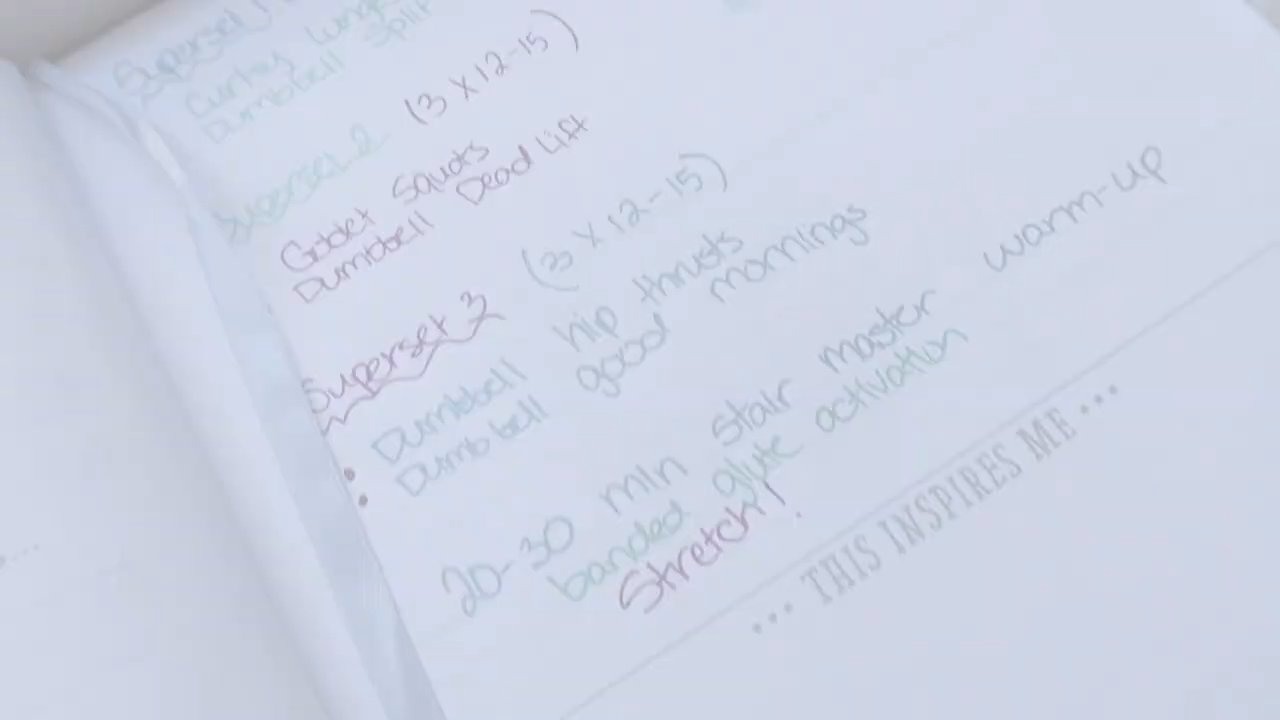 Superset 1
Curtsy Lunges
Dumbbell Split
Superset 2 (3 X 12-15)
Goblet Squats
Dumbbell Dead Lift
Superset 3 (3 X 12-15)
Dumbbell hip thrusts
Dumbbell good mornings
20-30 min stair master warm-up
banded glute activation
Stretch!
... THIS INSPIRES ME ...